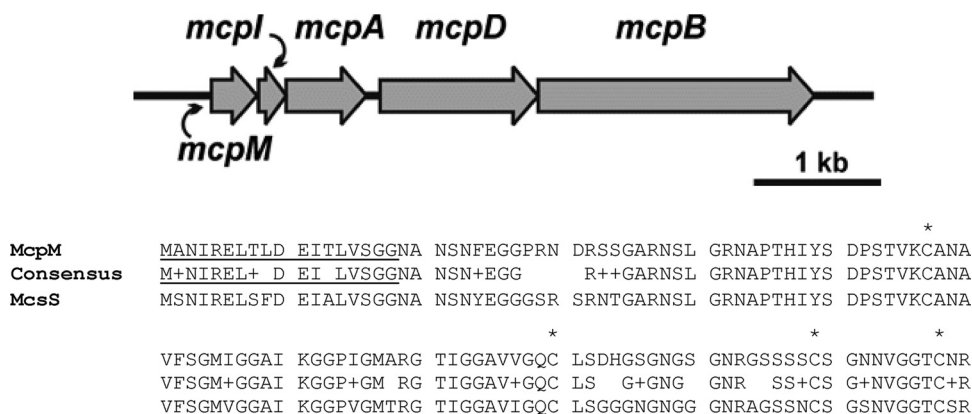 mcpI mcpA mcpD mcpB
mcpM
1 kb
*
McpM MANIRELTLD EITLVSGGNA NSNFEGGPRN DRSSGARNSL GRNAPTHIYS DPSTVKCANA
Consensus M+NIREL+ D EI LVSGGNA NSN+EGG R++GARNSL GRNAPTHIYS DPSTVKCANA
McsS MSNIRELSFD EIALVSGGNA NSNYEGGGSR SRNTGARNSL GRNAPTHIYS DPSTVKCANA
* * *
VFSGMIGGAI KGGPIGMARG TIGGAVVGQC LSDHGSGNGS GNRGSSSSCS GNNVGGTCNR
VFSGM+GGAI KGGP+GM RG TIGGAV+GQC LS G+GNG GNR SS+CS G+NVGGTC+R
VFSGMVGGAI KGGPVGMTRG TIGGAVIGQC LSGGGNGNGG GNRAGSSNCS GSNVGGTCSR